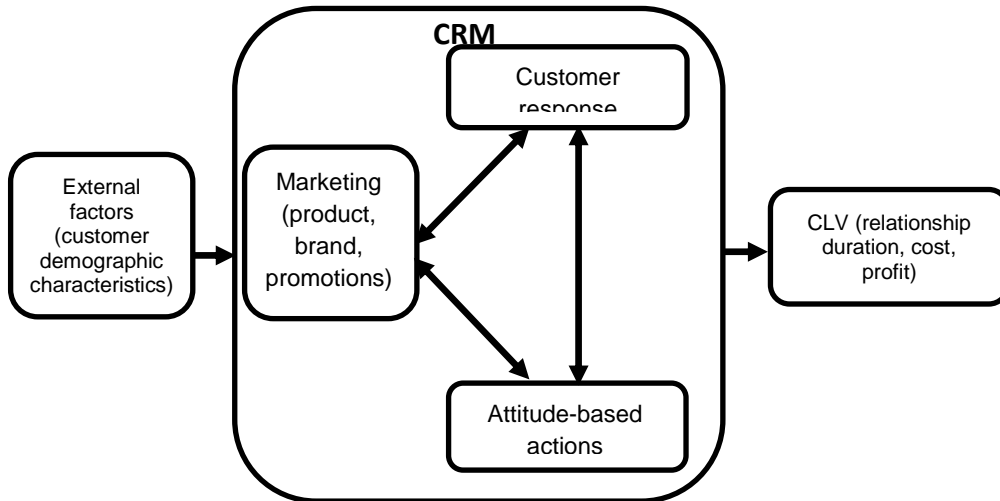 CRM
Customer
response
External
factors
(customer
demographic
characteristics)
Marketing
(product,
brand,
promotions)
CLV (relationship
duration, cost,
profit)
Attitude-based
actions